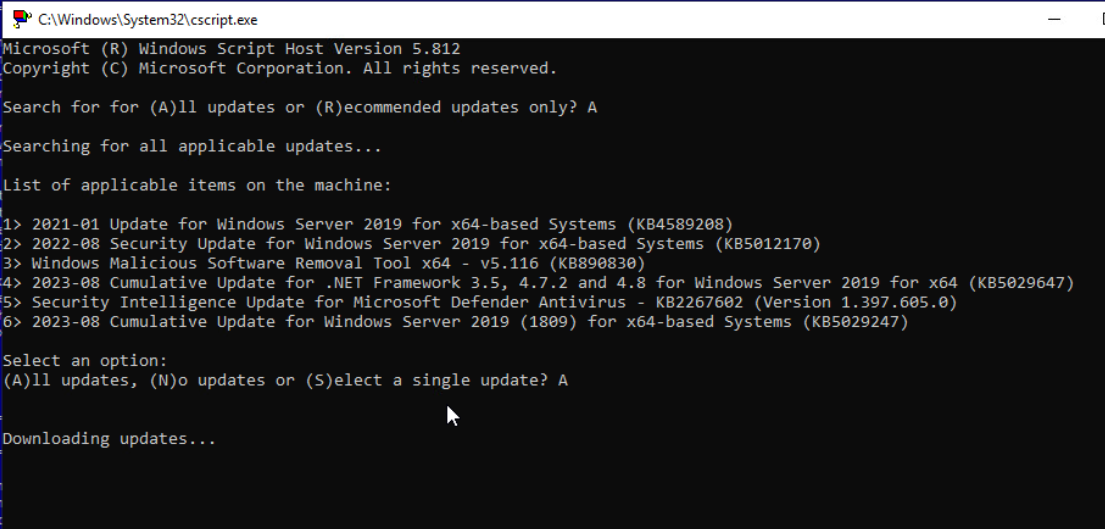 C:\Windows\System32\cscript.exe
Microsoft (R) Windows Script Host Version 5.812
Copyright (C) Microsoft Corporation. All rights reserved.
Search for for (A)ll updates or (R)ecommended updates only? A
Searching for all applicable updates...
List of applicable items on the machine:
1> 2021-01 Update for Windows Server 2019 for x64-based Systems (KB4589208)
2> 2022-08 Security Update for Windows Server 2019 for x64-based Systems (KB5012170)
3> Windows Malicious Software Removal Tool x64 - v5.116 (KB890830)
4> 2023-08 Cumulative Update for .NET Framework 3.5, 4.7.2 and 4.8 for Windows Server 2019 for x64 (KB5029647)
5> Security Intelligence Update for Microsoft Defender Antivirus - KB2267602 (Version 1.397.605.0)
6> 2023-08 Cumulative Update for Windows Server 2019 (1809) for x64-based Systems (KB5029247)
Select an option:
(A)ll updates, (N)o updates or (S)elect a single update? A
Downloading updates...